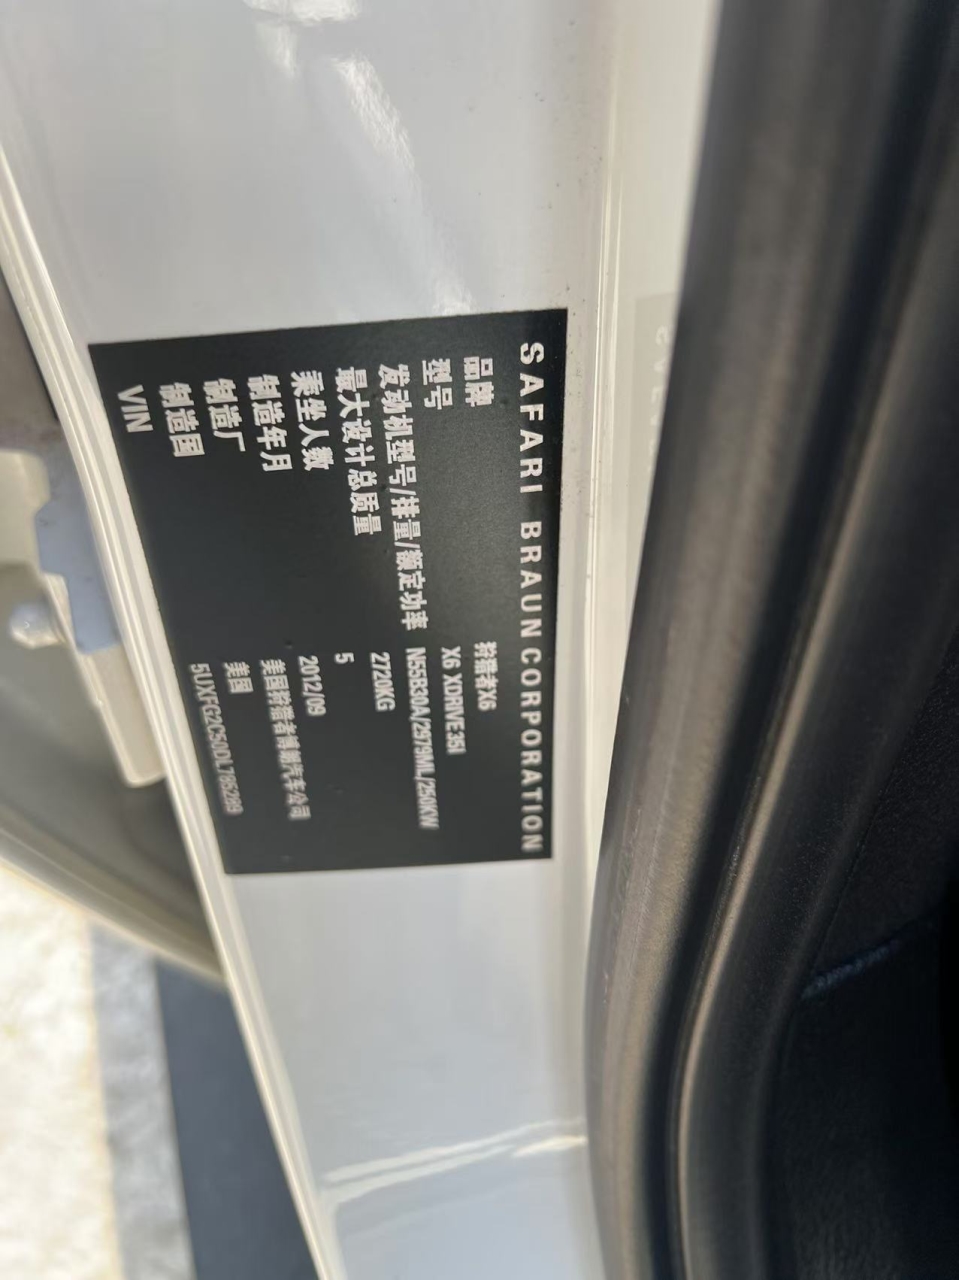 SAFARI BRAUN CORPORATION
品牌 狩猎者X6
型号 X6 XDRIVE35I
发动机型号/排量/额定功率 N55B30A/2979ML/250KW
最大设计总质量 2720KG
乘坐人数 5
制造年月 2012/09
制造厂 美国狩猎者博朗汽车公司
制造国 美国
VIN 5UXFG2C50DL785289